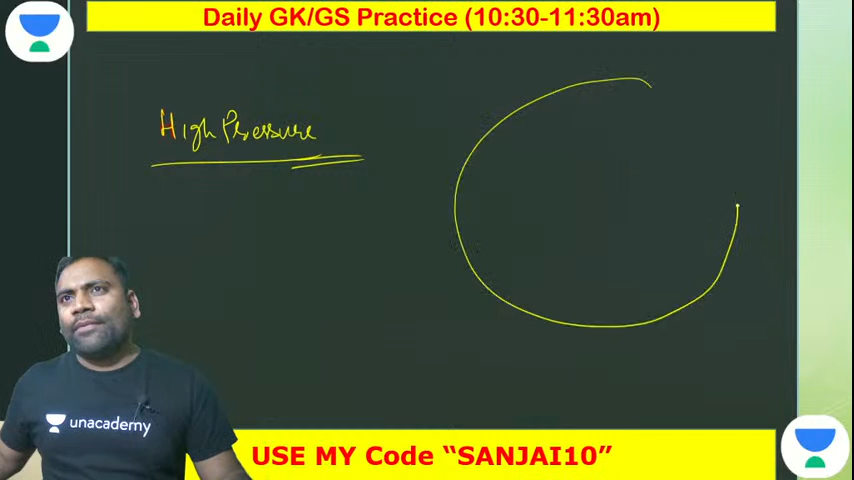 Daily GK/GS Practice (10:30-11:30am)
High Pressure
unacademy
USE MY Code “SANJAI10”